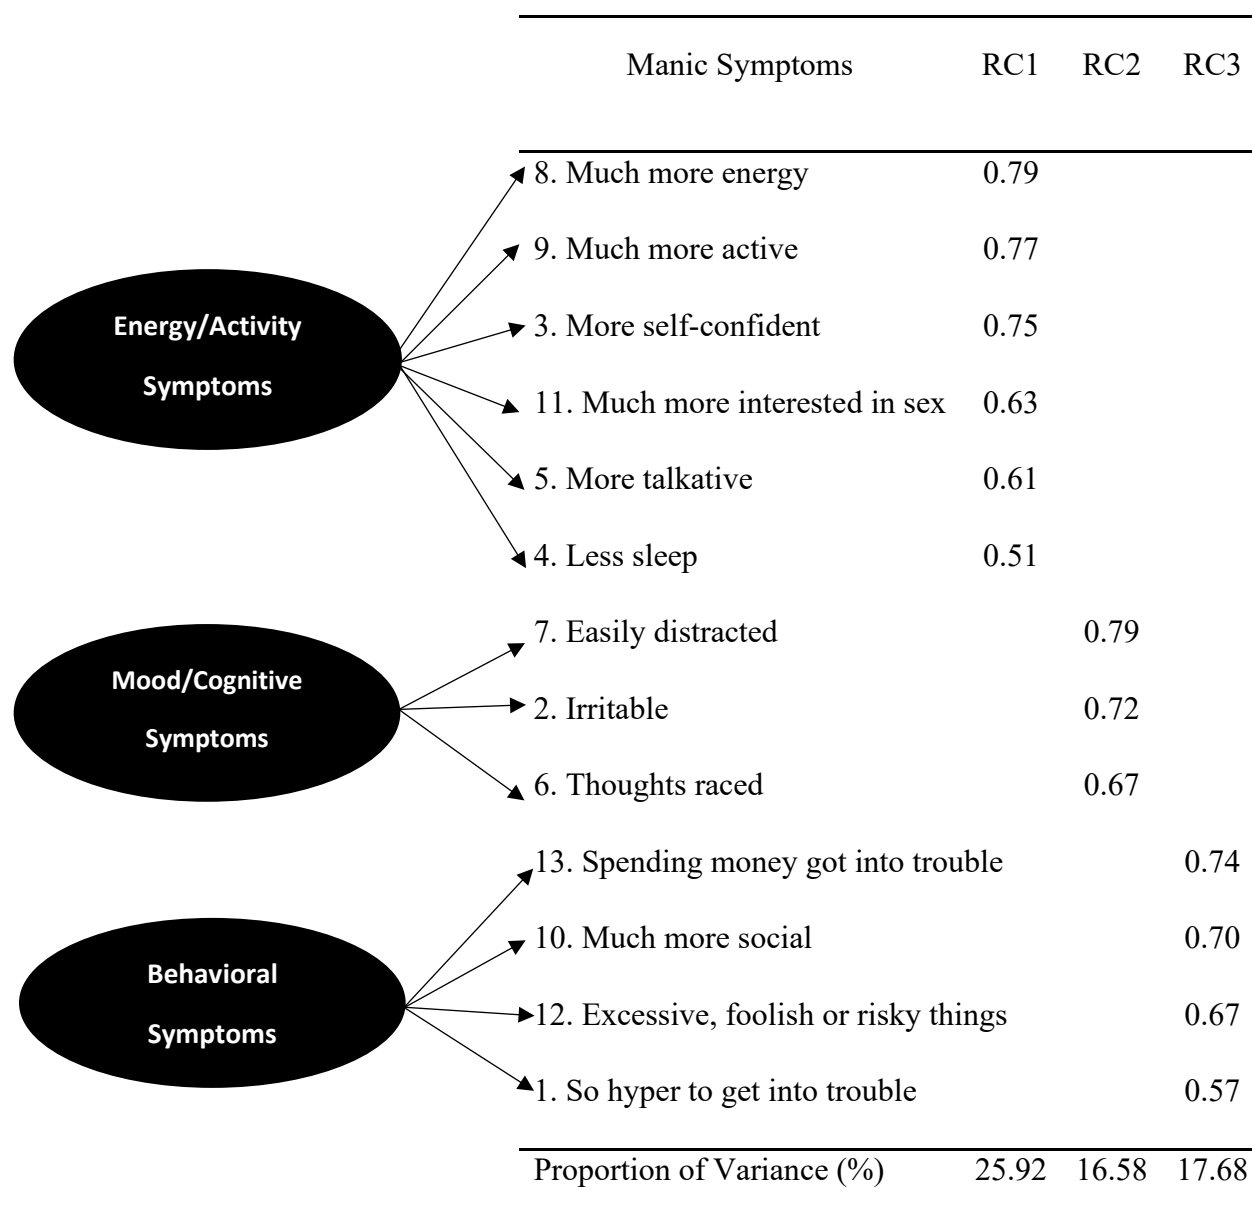 Manic Symptoms RC1 RC2 RC3
8. Much more energy 0.79
9. Much more active 0.77
Energy/Activity
Symptoms
3. More self-confident 0.75
11. Much more interested in sex 0.63
5. More talkative 0.61
4. Less sleep 0.51
7. Easily distracted 0.79
Mood/Cognitive
Symptoms
2. Irritable 0.72
6. Thoughts raced 0.67
13. Spending money got into trouble 0.74
10. Much more social 0.70
Behavioral
Symptoms
12. Excessive, foolish or risky things 0.67
1. So hyper to get into trouble 0.57
Proportion of Variance (%) 25.92 16.58 17.68